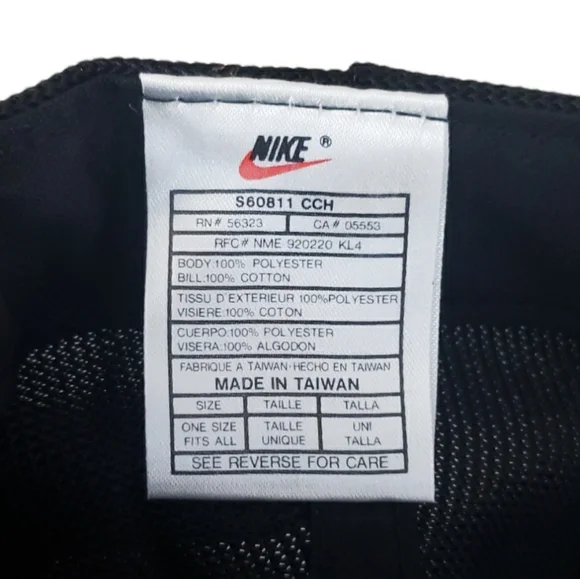 NIKE ®
S60811 CCH
RN# 56323 CA# 05553
RFC# NME 920220 KL4
BODY:100% POLYESTER
BILL:100% COTTON
TISSU D'EXTERIEUR 100%POLYESTER
VISIERE:100% COTON
CUERPO:100% POLYESTER
VISERA:100% ALGODON
FABRIQUE A TAIWAN-HECHO EN TAIWAN
MADE IN TAIWAN
SIZE TAILLE TALLA
ONE SIZE TAILLE UNI
FITS ALL UNIQUE TALLA
SEE REVERSE FOR CARE